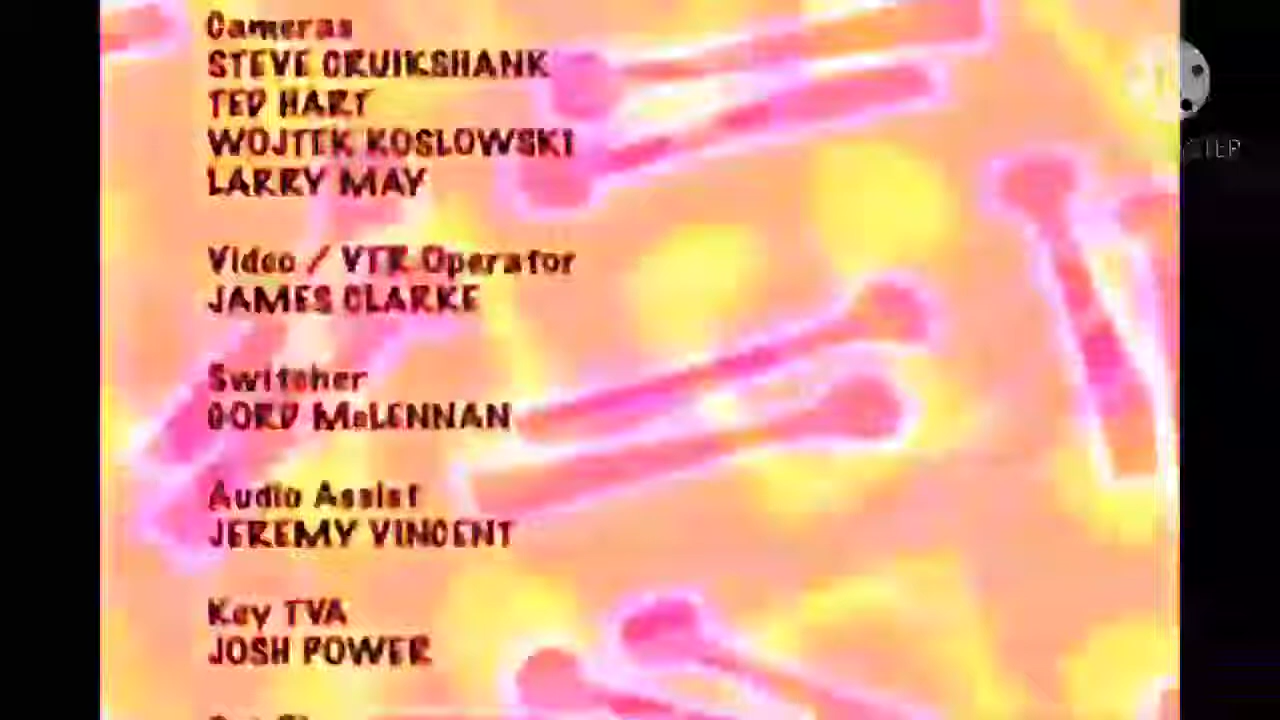 Cameras
STEVE CRUIKSHANK
TED HART
WOJTEK KOSLOWSKI
LARRY MAY
Video / VTR Operator
JAMES CLARKE
Switcher
GORD McLENNAN
Audio Assist
JEREMY VINCENT
Key TVA
JOSH POWER